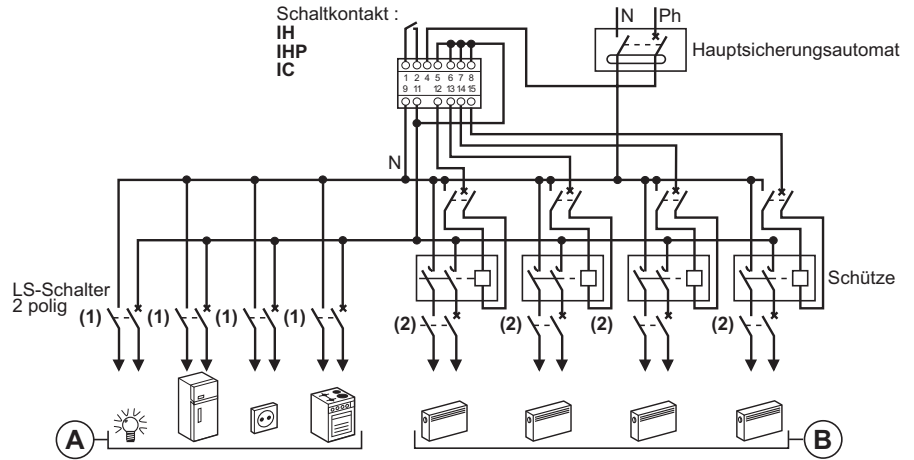 Schaltkontakt :
IH
IHP
IC
N Ph
Hauptsicherungsautomat
1 2 4 5 6 7 8
9 11 12 13 14 15
N
LS-Schalter
2 polig
(1) (1) (1) (1) (2) (2) (2) (2)
Schütze
A B